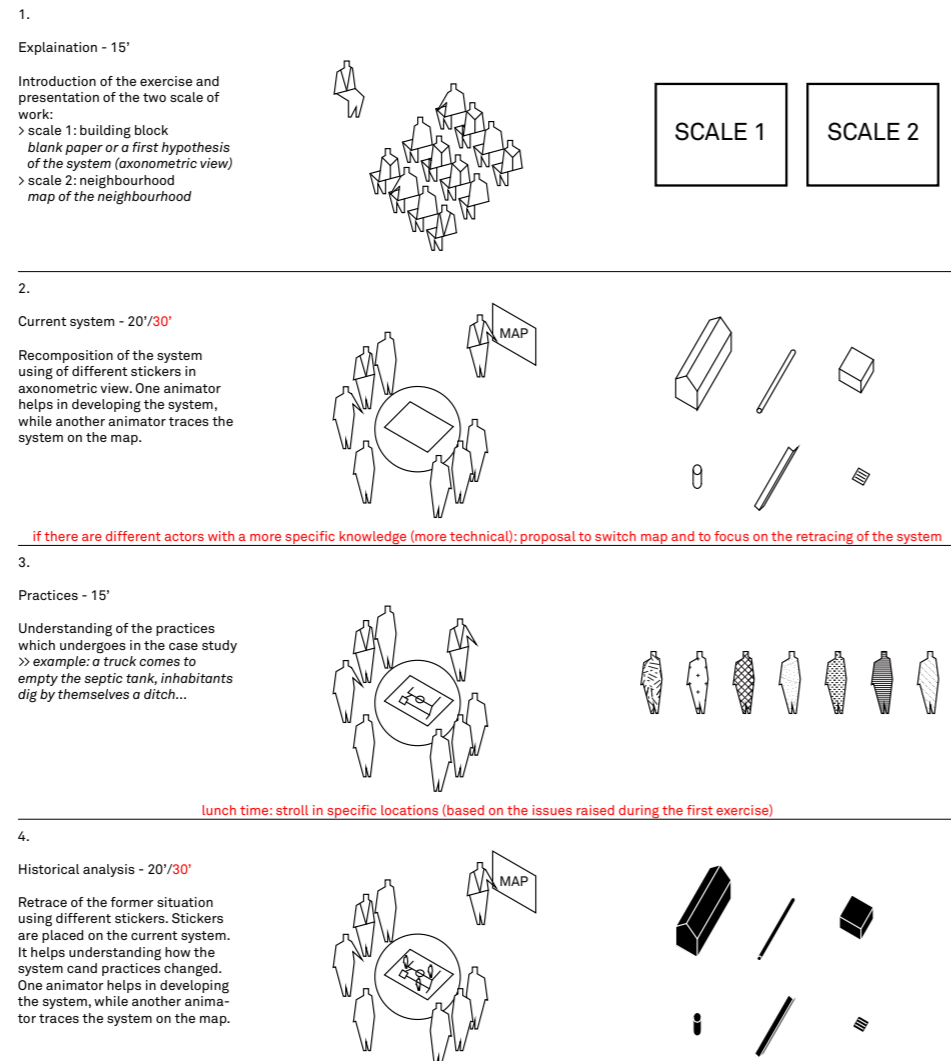 1.
Explaination - 15’
Introduction of the exercise and
presentation of the two scale of
work:
> scale 1: building block
blank paper or a first hypothesis
of the system (axonometric view)
> scale 2: neighbourhood
map of the neighbourhood
SCALE 1
SCALE 2
2.
Current system - 20’/30’
Recomposition of the system
using of different stickers in
axonometric view. One animator
helps in developing the system,
while another animator traces the
system on the map.
MAP
if there are different actors with a more specific knowledge (more technical): proposal to switch map and to focus on the retracing of the system
3.
Practices - 15’
Understanding of the practices
which undergoes in the case study
>> example: a truck comes to
empty the septic tank, inhabitants
dig by themselves a ditch...
lunch time: stroll in specific locations (based on the issues raised during the first exercise)
4.
Historical analysis - 20’/30’
Retrace of the former situation
using different stickers. Stickers
are placed on the current system.
It helps understanding how the
system cand practices changed.
One animator helps in developing
the system, while another anima-
tor traces the system on the map.
MAP